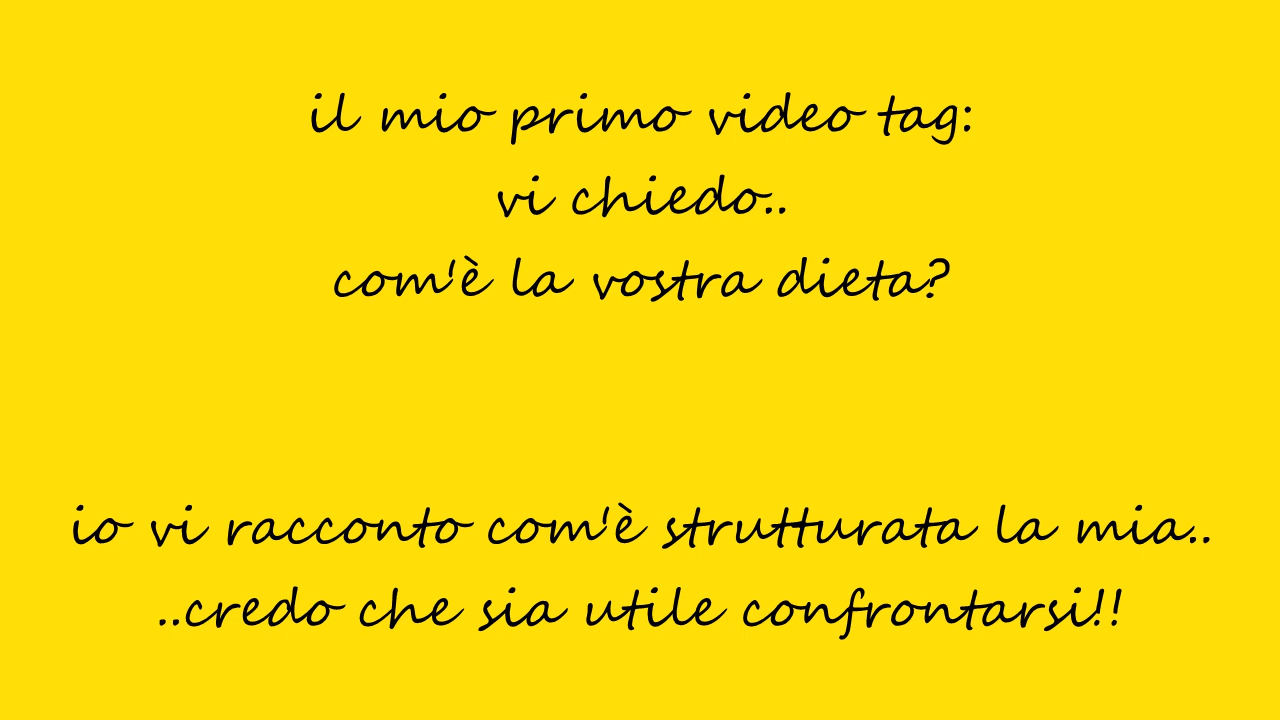 il mio primo video tag:
vi chiedo..
com'è la vostra dieta?
io vi racconto com'è strutturata la mia..
..credo che sia utile confrontarsi!!